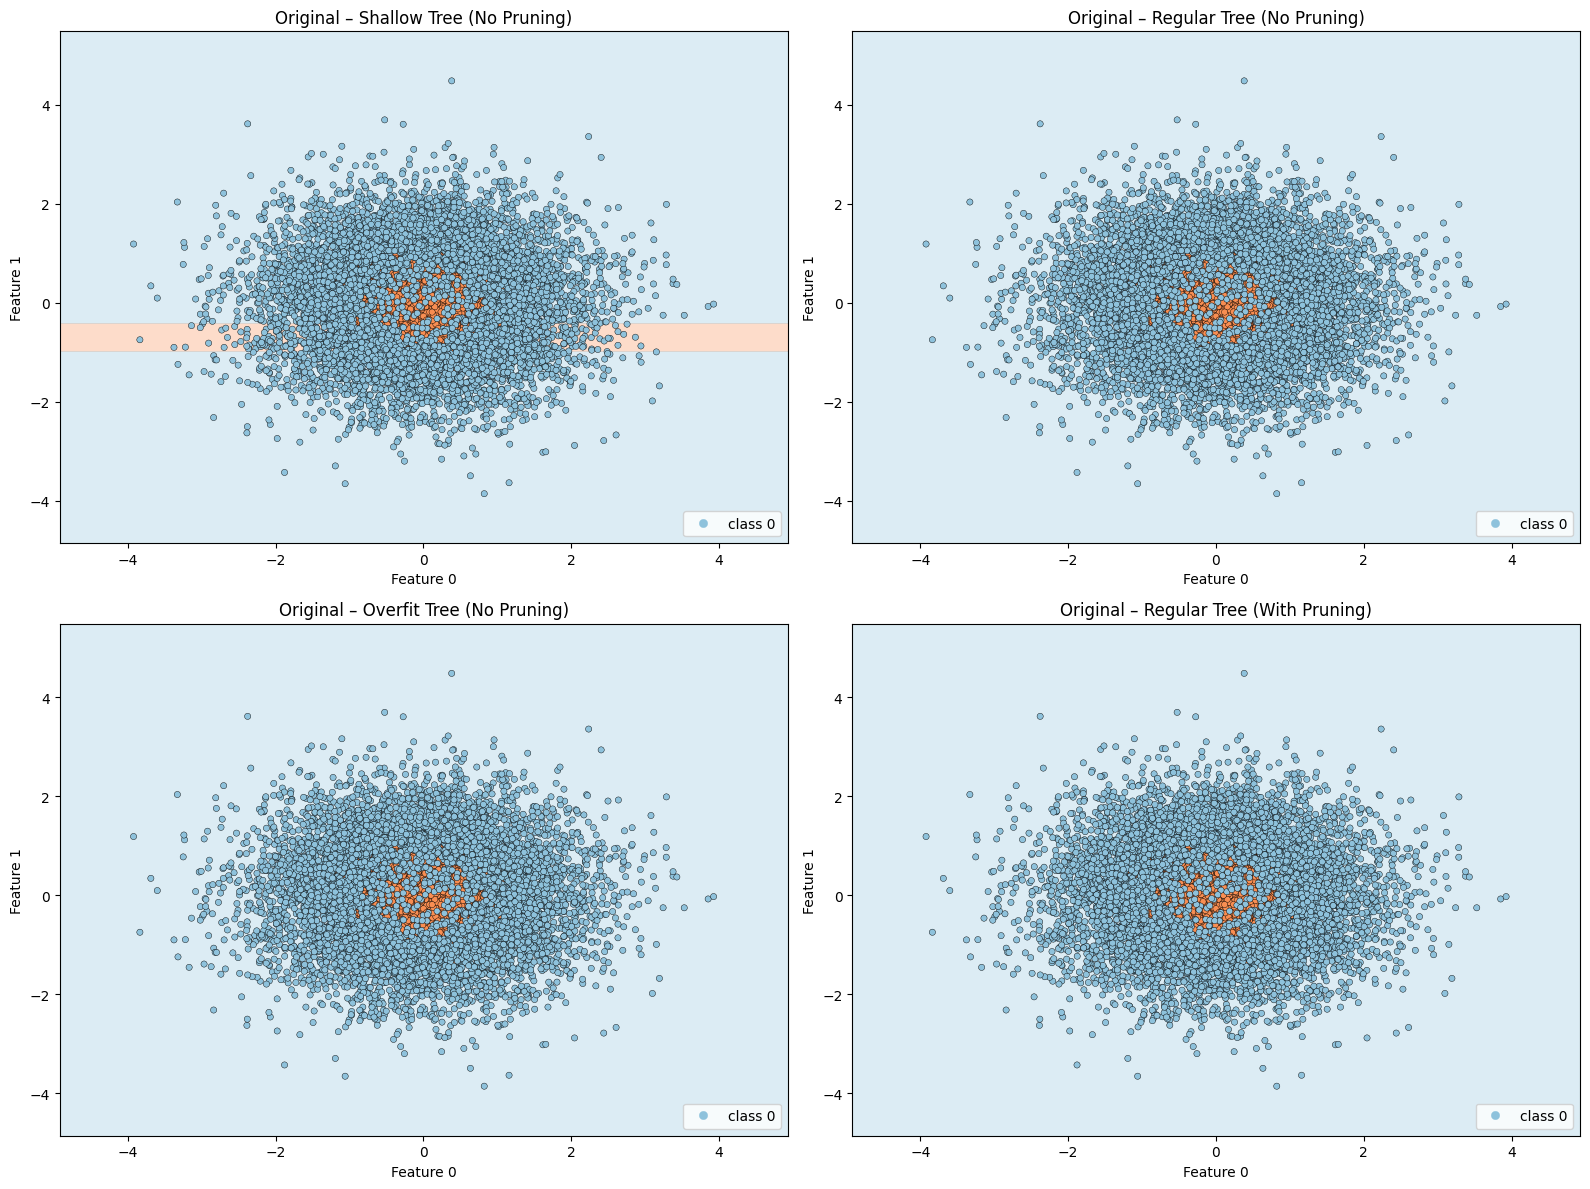 Original – Shallow Tree (No Pruning)
Feature 1
4
2
0
−2
−4
−4 −2 0 2 4
Feature 0
class 0
Original – Regular Tree (No Pruning)
Feature 1
4
2
0
−2
−4
−4 −2 0 2 4
Feature 0
class 0
Original – Overfit Tree (No Pruning)
Feature 1
4
2
0
−2
−4
−4 −2 0 2 4
Feature 0
class 0
Original – Regular Tree (With Pruning)
Feature 1
4
2
0
−2
−4
−4 −2 0 2 4
Feature 0
class 0